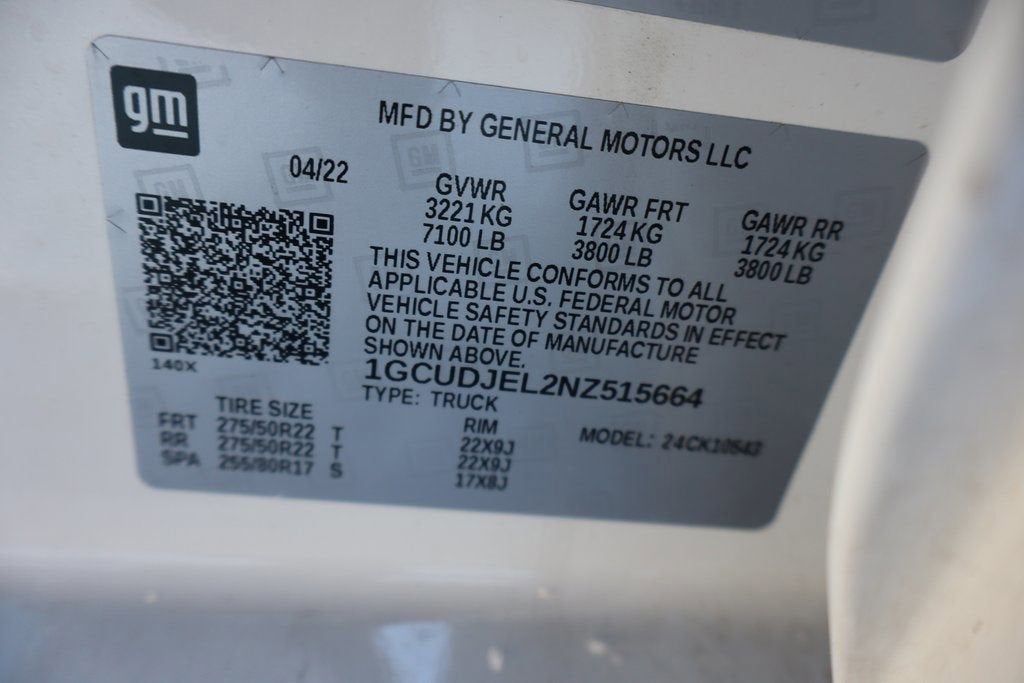 gm
MFD BY GENERAL MOTORS LLC
04/22
GVWR GAWR FRT GAWR RR
3221 KG 1724 KG 1724 KG
7100 LB 3800 LB 3800 LB
THIS VEHICLE CONFORMS TO ALL
APPLICABLE U.S. FEDERAL MOTOR
VEHICLE SAFETY STANDARDS IN EFFECT
ON THE DATE OF MANUFACTURE
SHOWN ABOVE.
140X
1GCUDJEL2NZ515664
TYPE: TRUCK
TIRE SIZE RIM
FRT 275/50R22 T 22X9J
RR 275/50R22 T 22X9J
SPA 255/80R17 S 17X8J
MODEL: 24CK10543